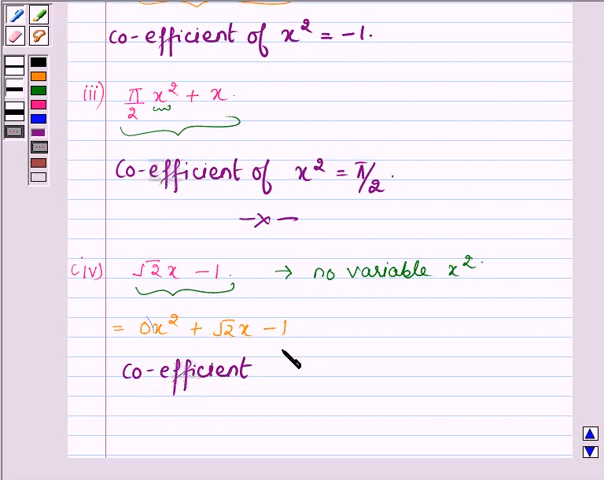 Co-efficient of x² = -1.
iii) π/2 x² + x.
Co-efficient of x² = π/2.
—x—
(iv) √2x - 1. → no variable x².
= 0x² + √2x - 1
Co-efficient